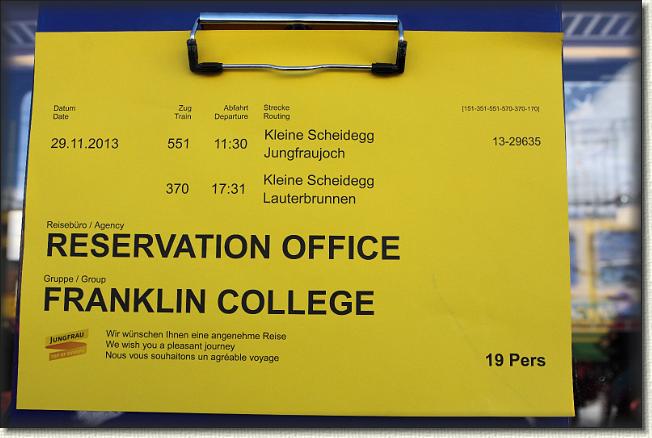 Datum Zug Abfahrt Strecke [151-351-551-570-370-170]
Date Train Departure Routing
29.11.2013 551 11:30 Kleine Scheidegg 13-29635
Jungfraujoch
370 17:31 Kleine Scheidegg
Lauterbrunnen
Reisebüro / Agency
RESERVATION OFFICE
Gruppe / Group
FRANKLIN COLLEGE
JUNGFRAU
TOP OF EUROPE
Wir wünschen Ihnen eine angenehme Reise
We wish you a pleasant journey
Nous vous souhaitons un agréable voyage
19 Pers